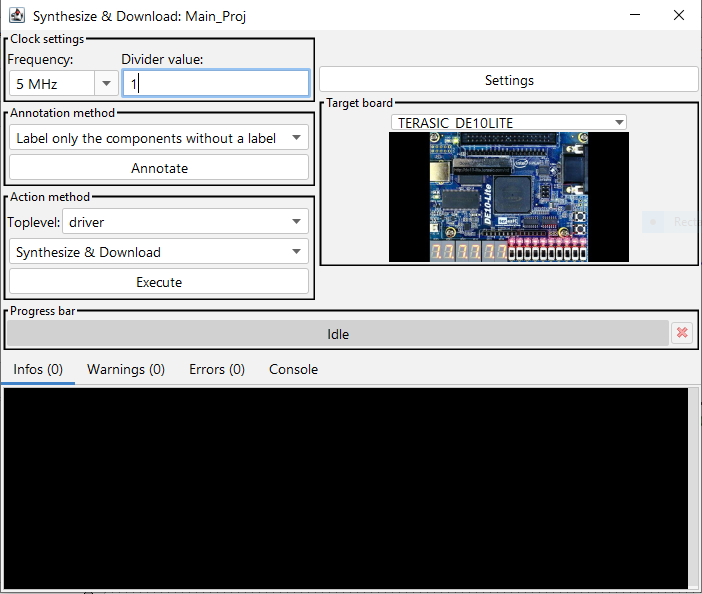 Synthesize & Download: Main_Proj
Clock settings
Frequency:
Divider value:
5 MHz
1
Settings
Annotation method
Label only the components without a label
Annotate
Target board
TERASIC_DE10LITE
DE10-Lite
Action method
Toplevel:
driver
Synthesize & Download
Execute
Progress bar
Idle
Infos (0)
Warnings (0)
Errors (0)
Console